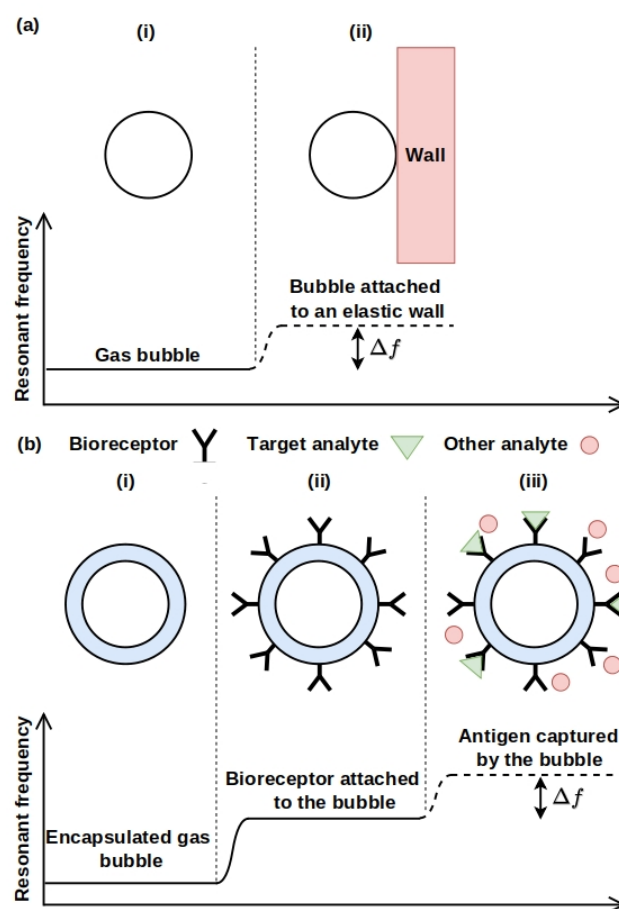 (a)
(i)
(ii)
Wall
Resonant frequency
Bubble attached
to an elastic wall
Gas bubble
Δf
(b) Bioreceptor Target analyte Other analyte
(i)
(ii)
(iii)
Resonant frequency
Antigen captured
by the bubble
Bioreceptor attached
to the bubble
Δf
Encapsulated gas
bubble